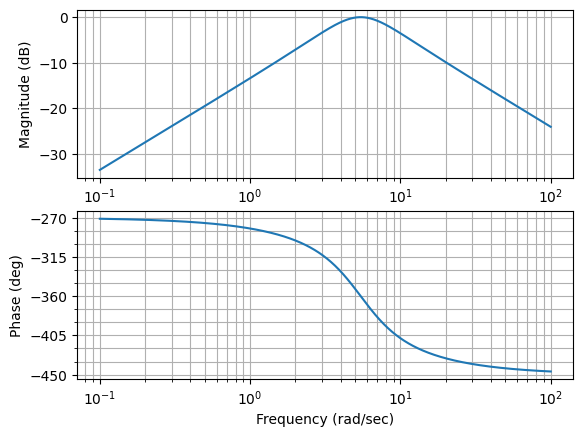 0
−10
−20
−30
Magnitude (dB)
10⁻¹ 10⁰ 10¹ 10²
−270
−315
−360
−405
−450
Phase (deg)
10⁻¹ 10⁰ 10¹ 10²
Frequency (rad/sec)